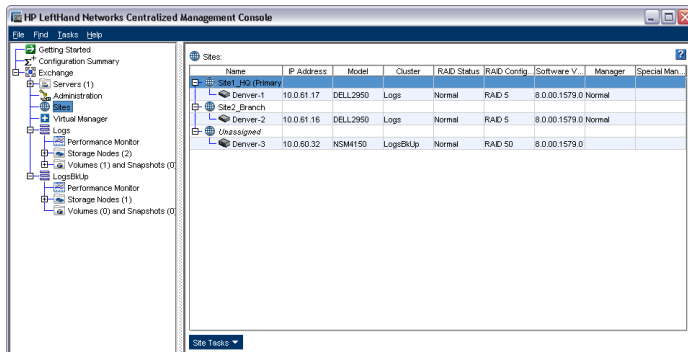 HP LeftHand Networks Centralized Management Console
File Find Tasks Help
Getting Started
Configuration Summary
Exchange
Servers (1)
Administration
Sites
Virtual Manager
Logs
Performance Monitor
Storage Nodes (2)
Volumes (1) and Snapshots (0
LogsBkUp
Performance Monitor
Storage Nodes (1)
Volumes (0) and Snapshots (0
Sites:
Name IP Address Model Cluster RAID Status RAID Config... Software V... Manager Special Man...
Site1_HQ (Primary
Denver-1 10.0.61.17 DELL2950 Logs Normal RAID 5 8.0.00.1579.0 Normal
Site2_Branch
Denver-2 10.0.61.16 DELL2950 Logs Normal RAID 5 8.0.00.1579.0 Normal
Unassigned
Denver-3 10.0.60.32 NSM4150 LogsBkUp Normal RAID 50 8.0.00.1579.0
Site Tasks